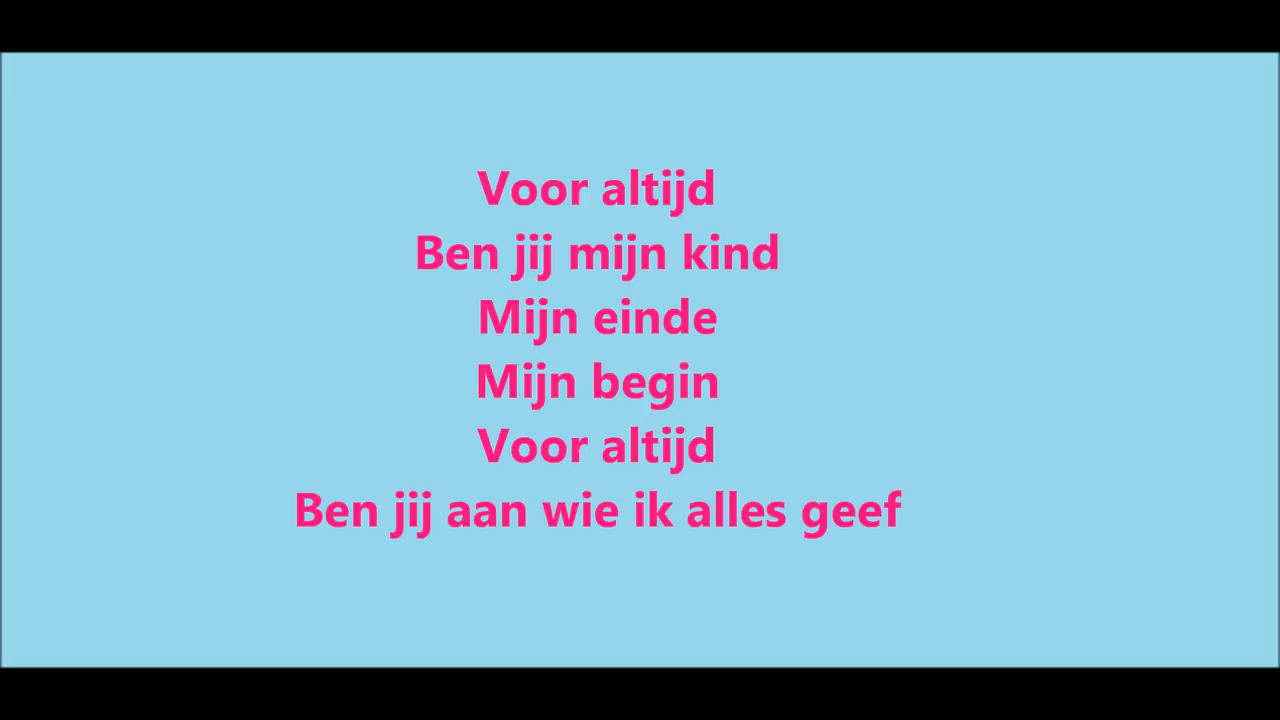 Voor altijd
Ben jij mijn kind
Mijn einde
Mijn begin
Voor altijd
Ben jij aan wie ik alles geef